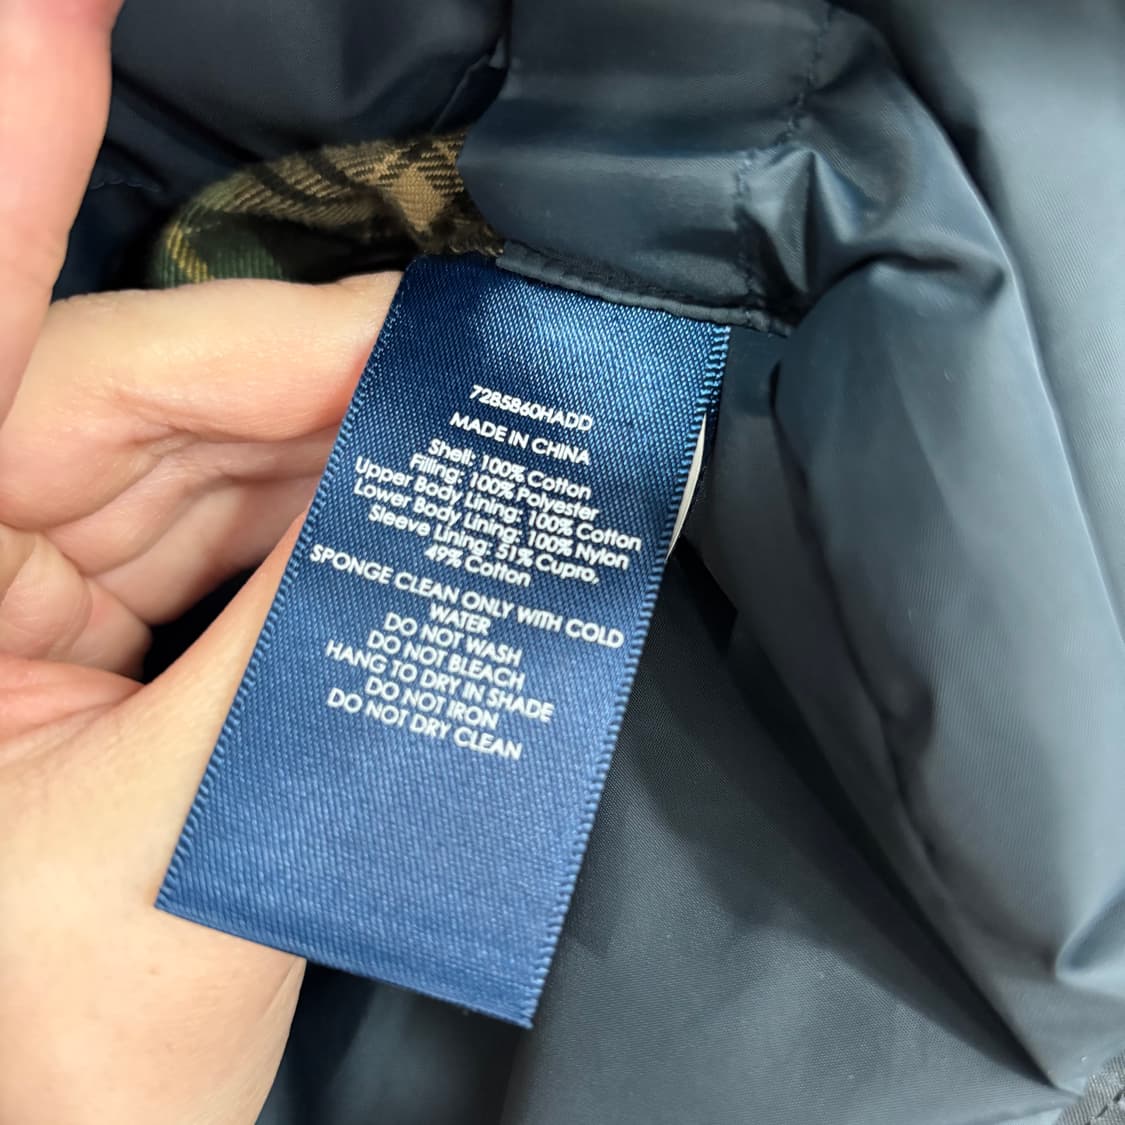 7285860HADD
MADE IN CHINA
Shell: 100% Cotton
Filling: 100% Polyester
Upper Body Lining: 100% Cotton
Lower Body Lining: 100% Nylon
Sleeve Lining: 51% Cupro,
49% Cotton
SPONGE CLEAN ONLY WITH COLD
WATER
DO NOT WASH
DO NOT BLEACH
HANG TO DRY IN SHADE
DO NOT IRON
DO NOT DRY CLEAN